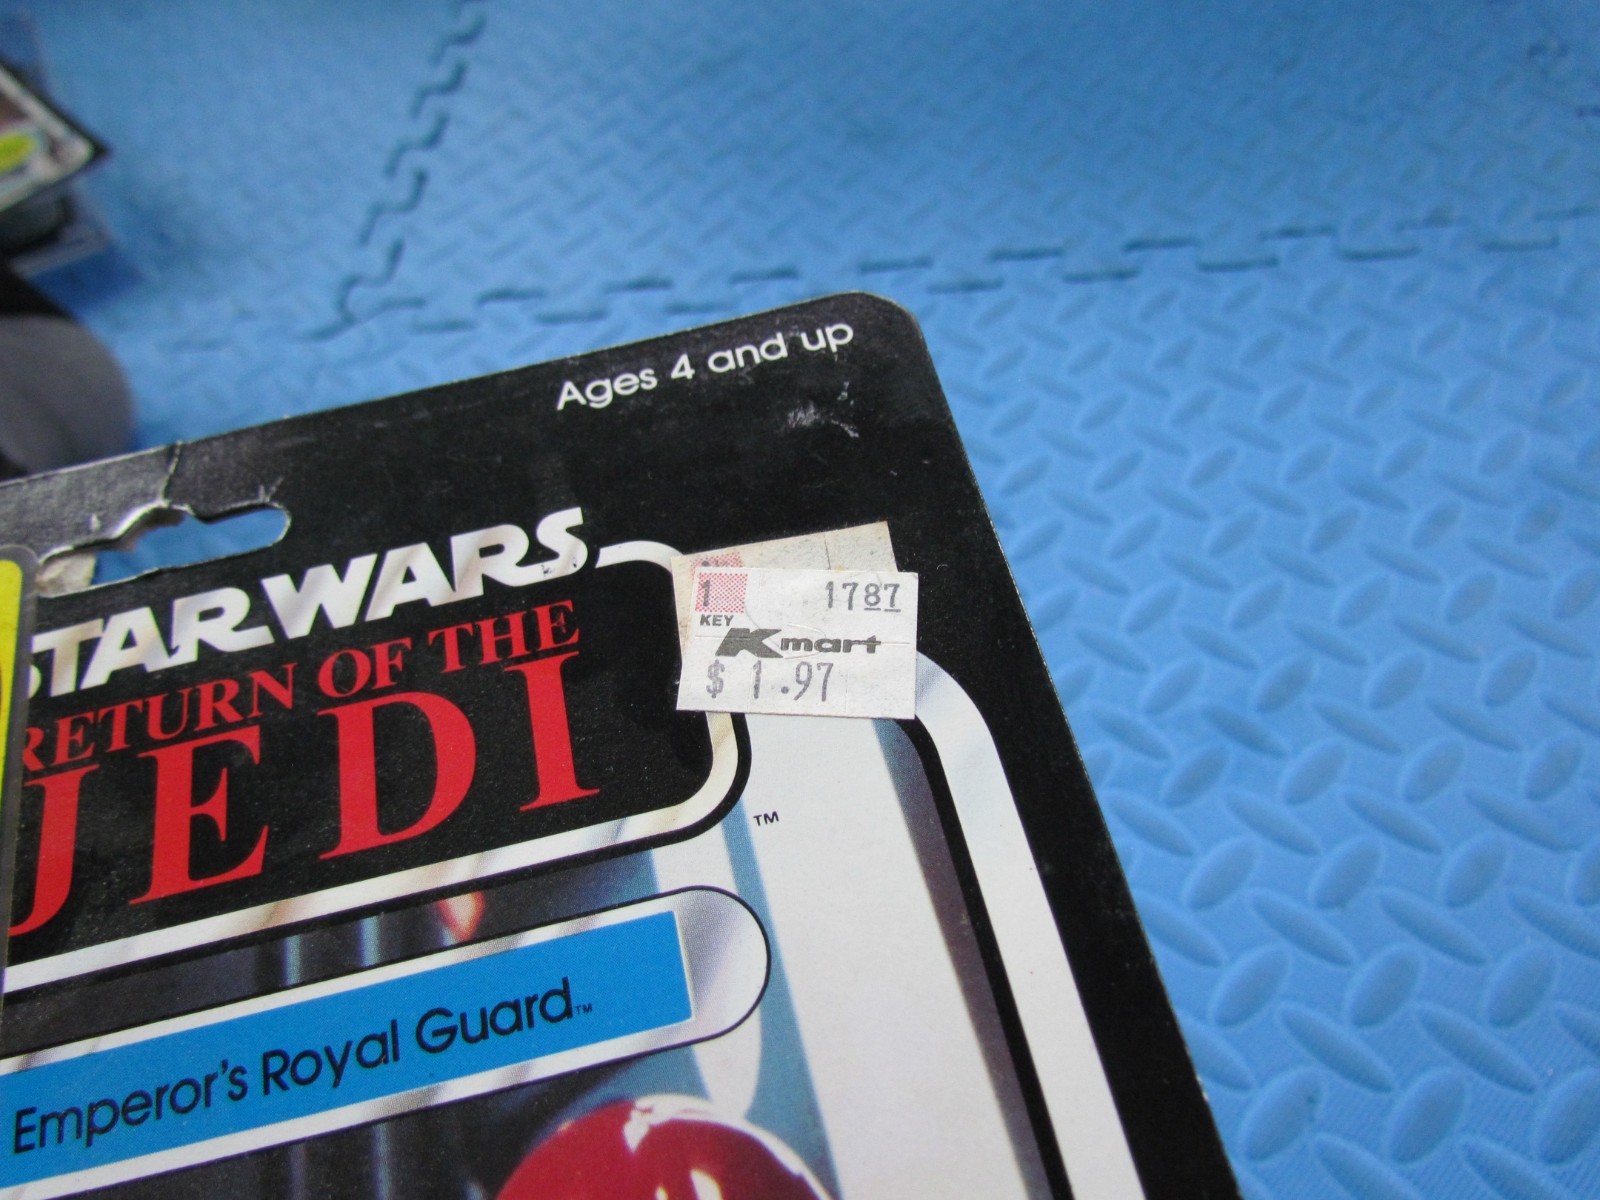 Ages 4 and up
STAR WARS
RETURN OF THE
JEDI
1 1787
KEY
Kmart
$ 1.97
TM
Emperor's Royal Guard™